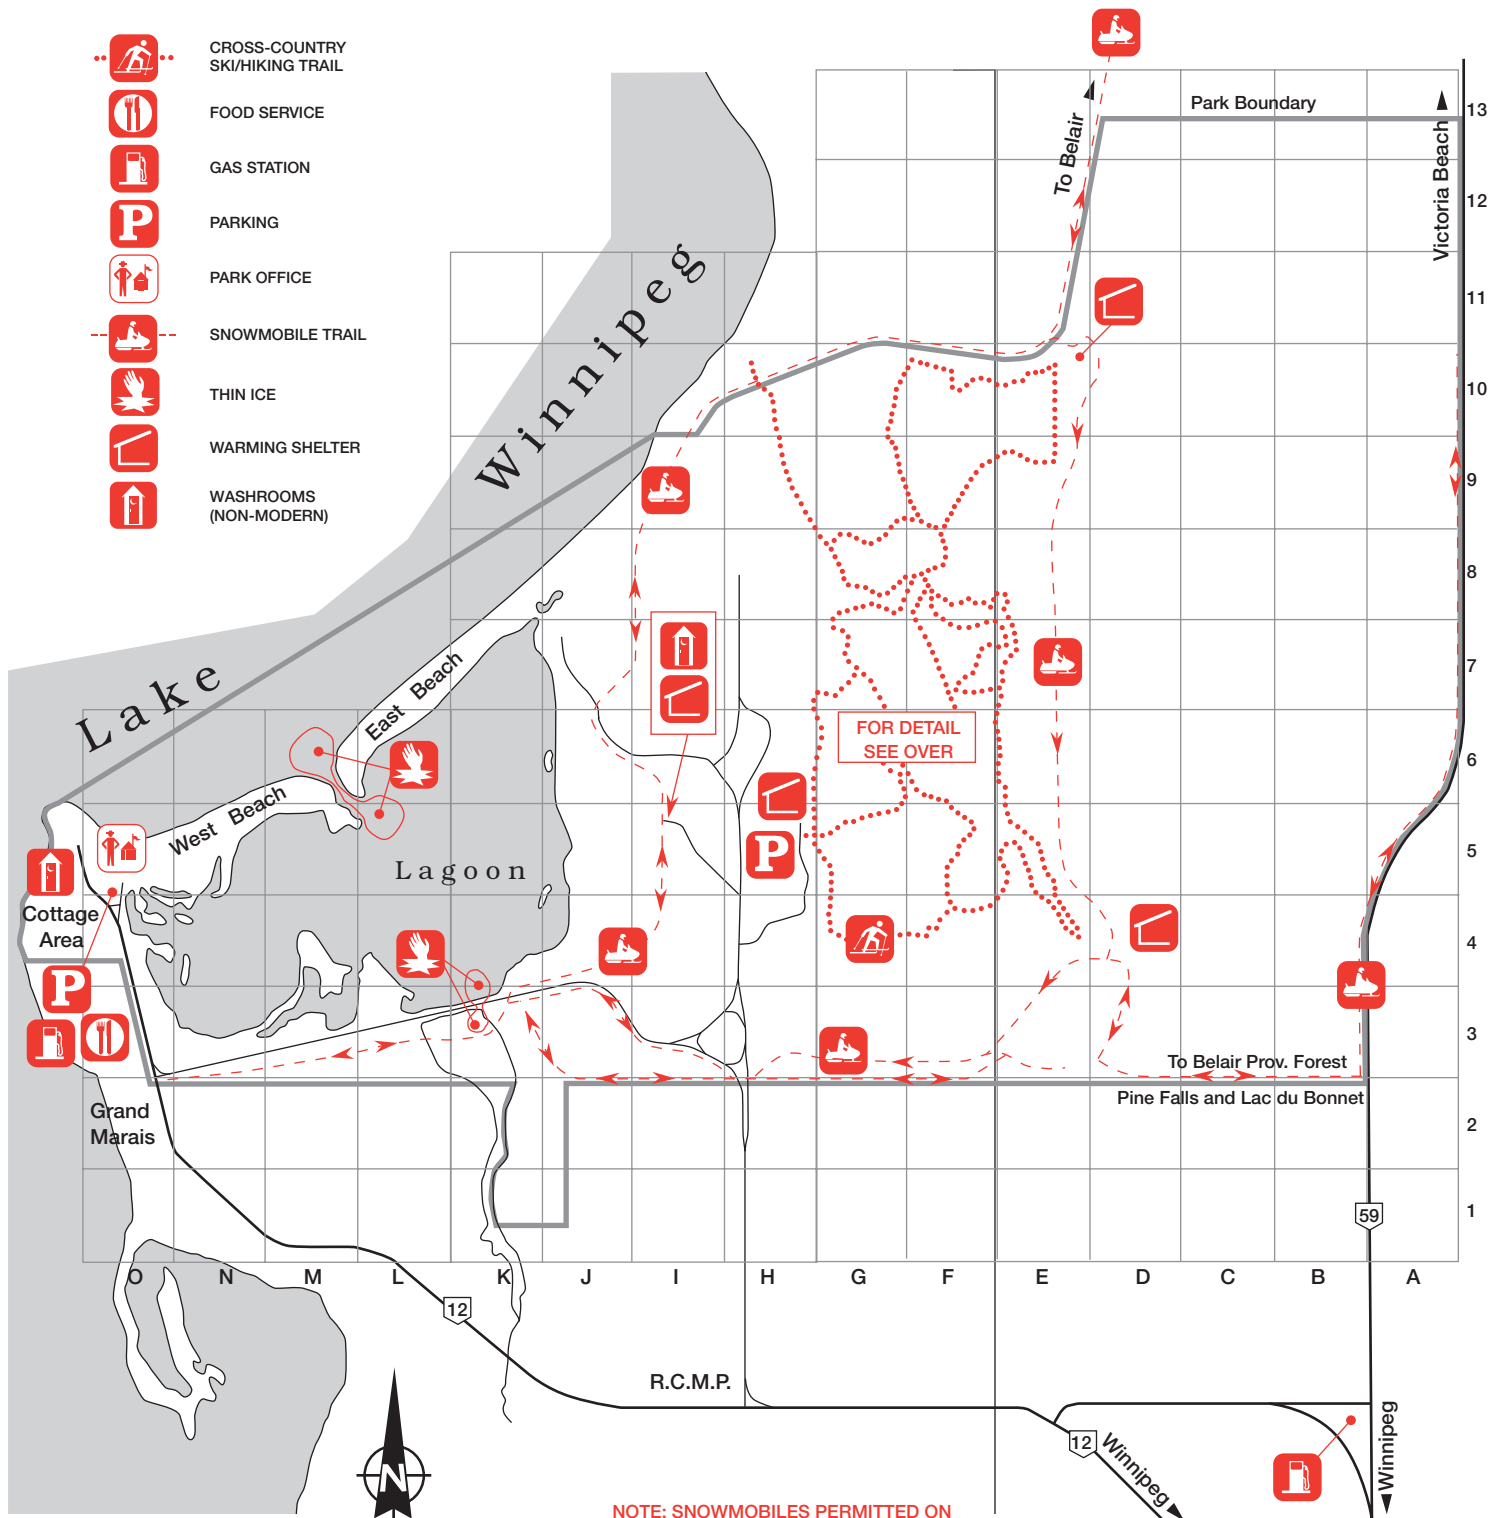 CROSS-COUNTRY
SKI/HIKING TRAIL
FOOD SERVICE
GAS STATION
P
PARKING
PARK OFFICE
SNOWMOBILE TRAIL
THIN ICE
WARMING SHELTER
WASHROOMS
(NON-MODERN)
Lake Winnipeg
To Belair
Park Boundary
Victoria Beach
13
12
11
10
9
8
7
6
5
4
3
2
1
East Beach
West Beach
Lagoon
FOR DETAIL
SEE OVER
P
Cottage
Area
P
Grand
Marais
To Belair Prov. Forest
Pine Falls and Lac du Bonnet
59
O N M L K J I H G F E D C B A
12
R.C.M.P.
12
Winnipeg
Winnipeg
N
NOTE: SNOWMOBILES PERMITTED ON